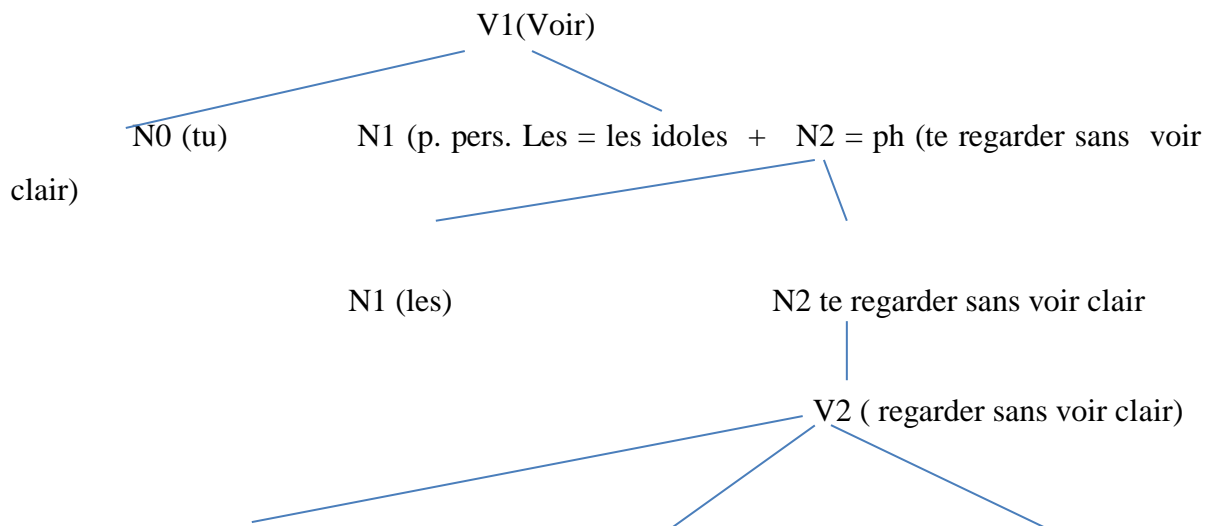 V1(Voir)
N0 (tu) N1 (p. pers. Les = les idoles + N2 = ph (te regarder sans voir
clair)
N1 (les) N2 te regarder sans voir clair
V2 ( regarder sans voir clair)